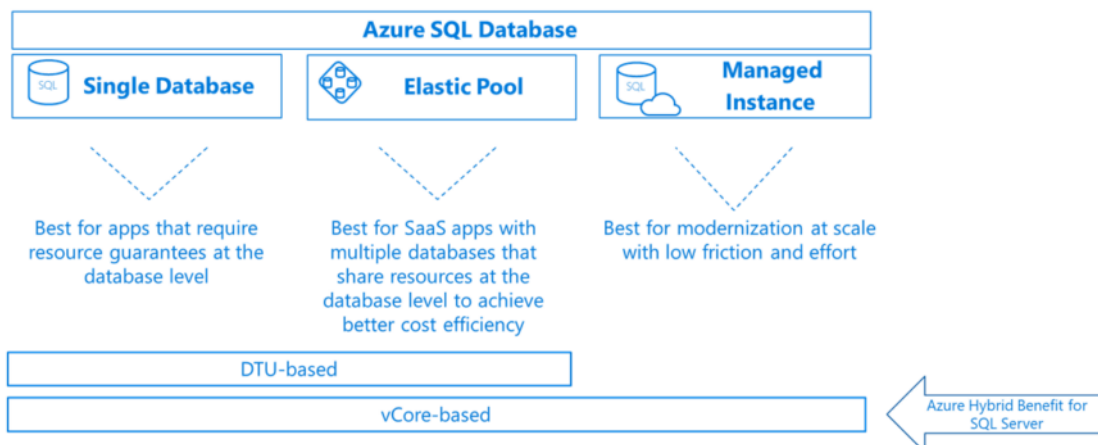 Azure SQL Database
SQL
Single Database
Elastic Pool
SQL
Managed
Instance
Best for apps that require
resource guarantees at the
database level
Best for SaaS apps with
multiple databases that
share resources at the
database level to achieve
better cost efficiency
Best for modernization at scale
with low friction and effort
DTU-based
vCore-based
Azure Hybrid Benefit for
SQL Server